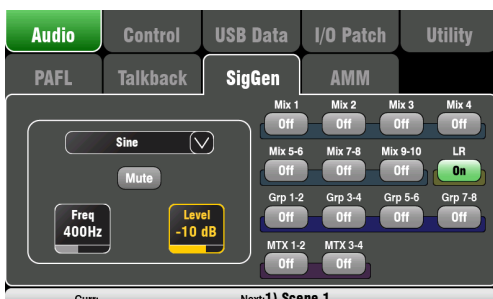 Audio Control USB Data I/O Patch Utility
PAFL Talkback SigGen AMM
Mix 1 Mix 2 Mix 3 Mix 4
Off Off Off Off
Sine
Mix 5-6 Mix 7-8 Mix 9-10 LR
Off Off Off On
Mute
Grp 1-2 Grp 3-4 Grp 5-6 Grp 7-8
Off Off Off Off
Freq Level
400Hz -10 dB
MTX 1-2 MTX 3-4
Off Off
Curr: Next:1) Scene 1